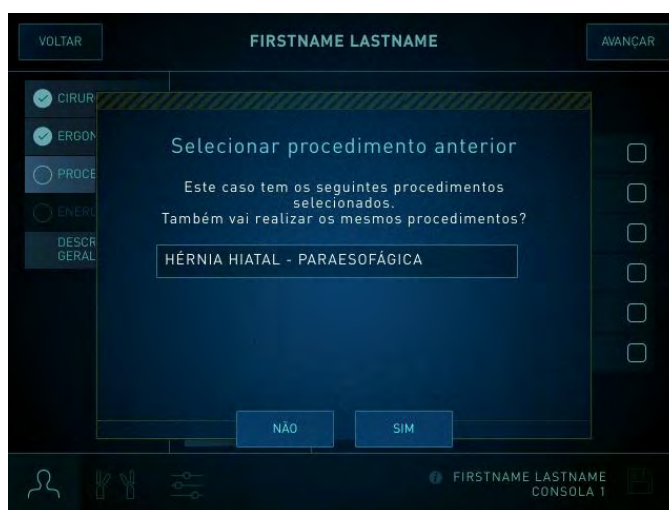 VOLTAR
FIRSTNAME LASTNAME
AVANÇAR
CIRUR
ERGON
PROCE
ENERG
DESCR
GERAL
Selecionar procedimento anterior
Este caso tem os seguintes procedimentos
selecionados.
Também vai realizar os mesmos procedimentos?
HÉRNIA HIATAL - PARAESOFÁGICA
NÃO
SIM
FIRSTNAME LASTNAME
CONSOLA 1